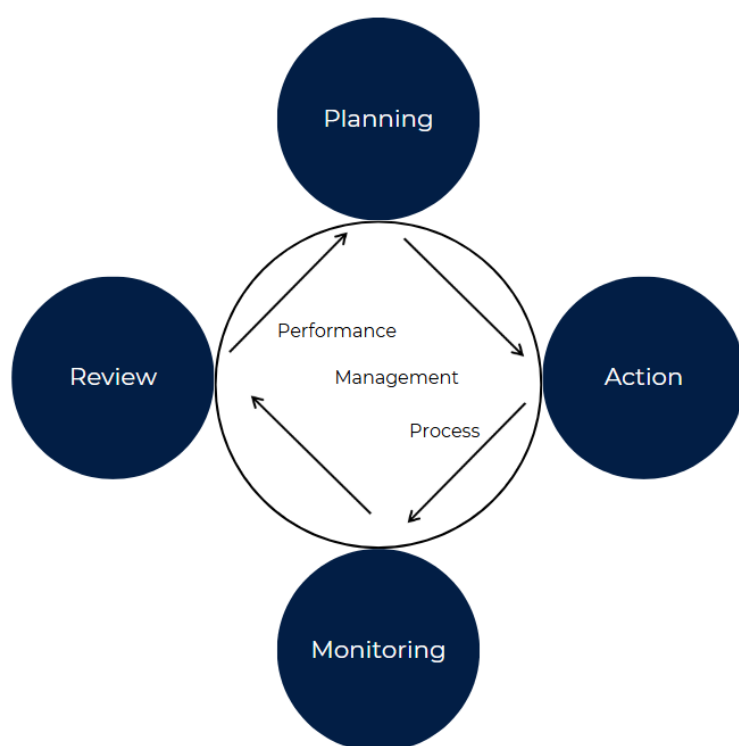 Planning
Performance
Review
Management
Action
Process
Monitoring